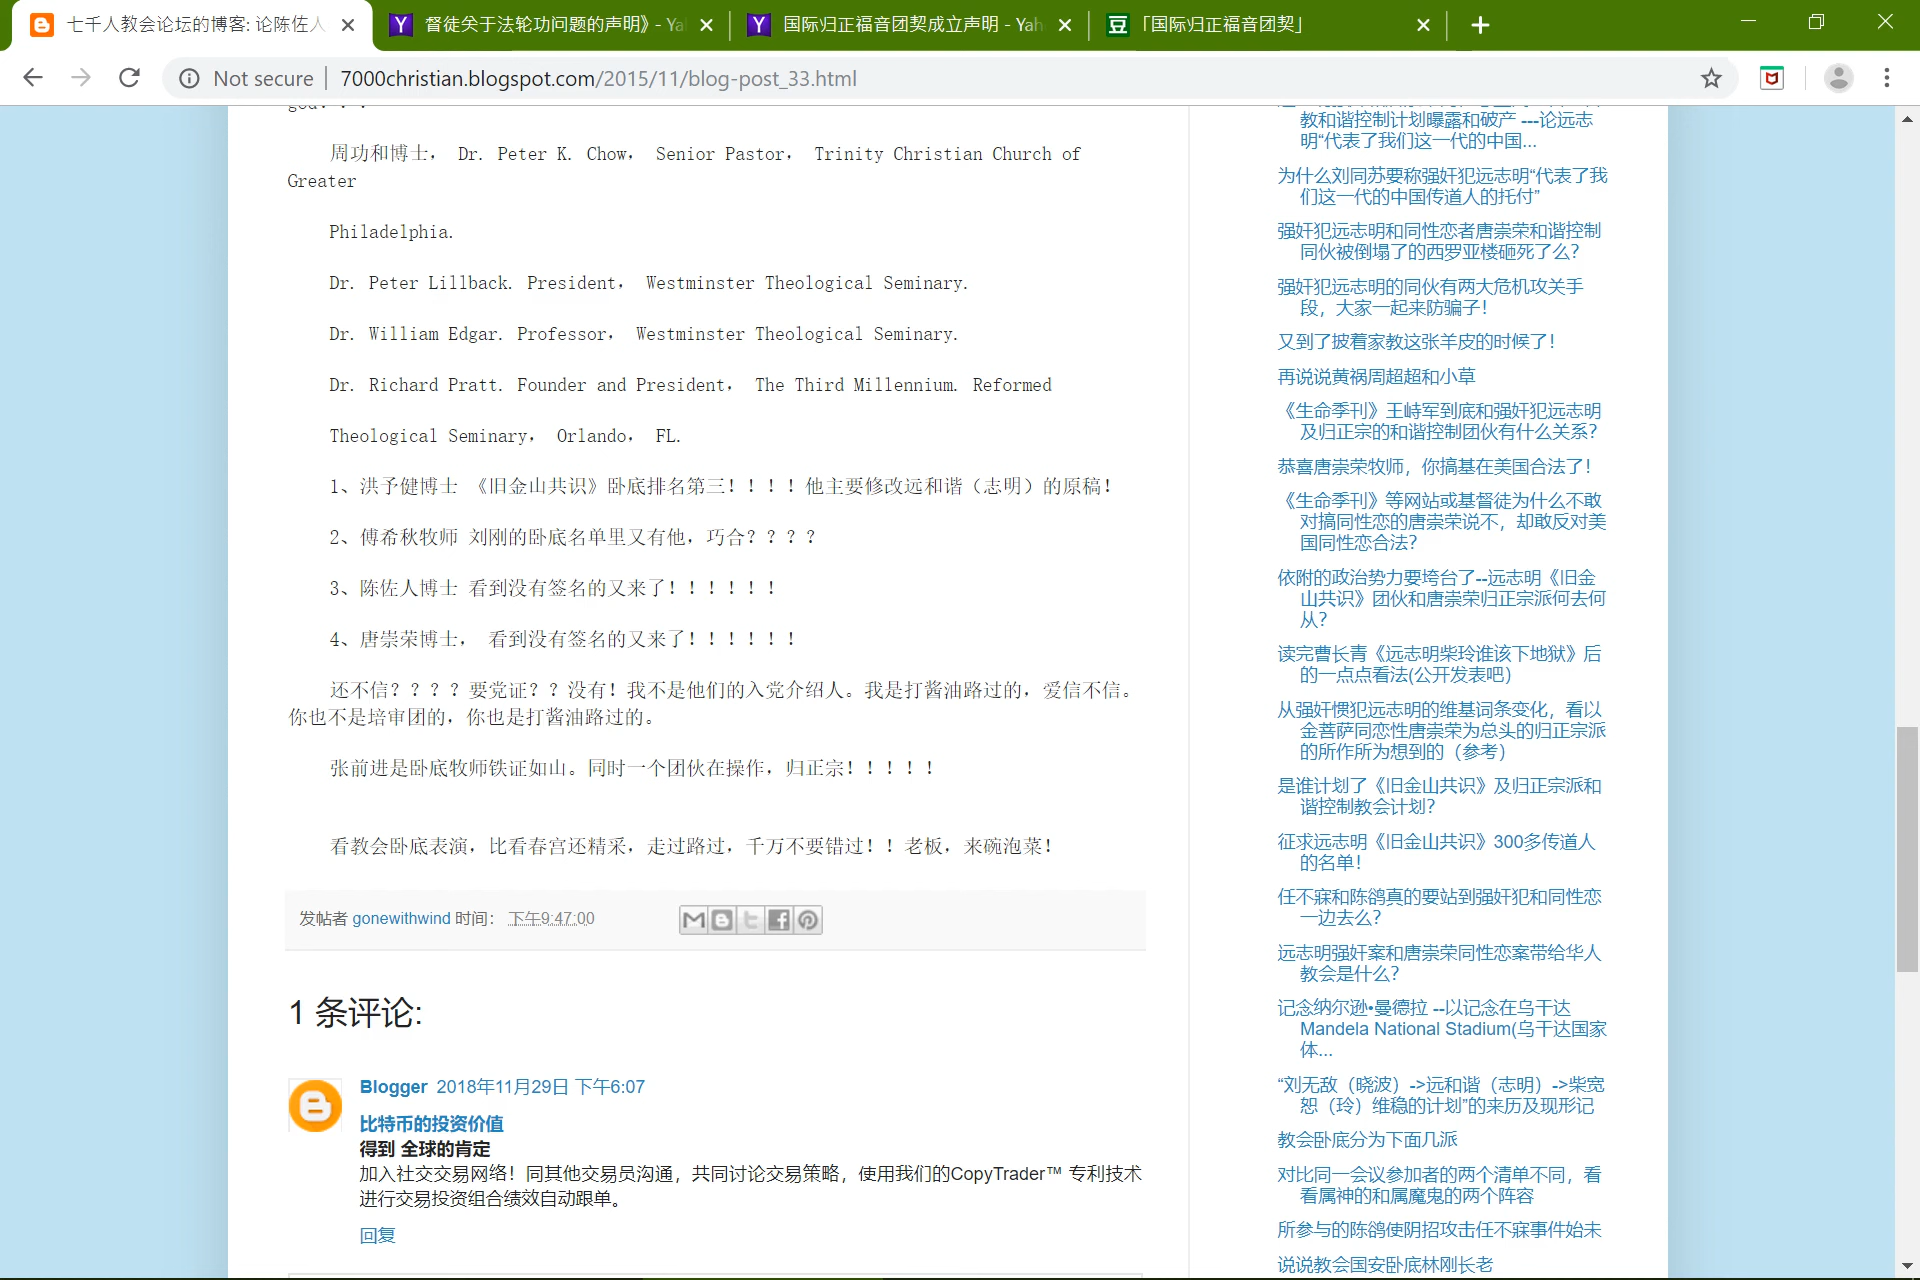 七千人教会论坛的博客: 论陈佐人
督徒关于法轮功问题的声明》- Ya
国际归正福音团契成立声明 - Yah
「国际归正福音团契」
Not secure | 7000christian.blogspot.com/2015/11/blog-post_33.html
周功和博士， Dr. Peter K. Chow， Senior Pastor， Trinity Christian Church of
Greater
Philadelphia.
Dr. Peter Lillback. President， Westminster Theological Seminary.
Dr. William Edgar. Professor， Westminster Theological Seminary.
Dr. Richard Pratt. Founder and President， The Third Millennium. Reformed
Theological Seminary， Orlando， FL.
1、洪予健博士 《旧金山共识》卧底排名第三！！！！他主要修改远和谐（志明）的原稿！
2、傅希秋牧师 刘刚的卧底名单里又有他，巧合？？？？
3、陈佐人博士 看到没有签名的又来了！！！！！！
4、唐崇荣博士， 看到没有签名的又来了！！！！！！
还不信？？？？要党证？？没有！我不是他们的入党介绍人。我是打酱油路过的，爱信不信。
你也不是培审团的，你也是打酱油路过的。
张前进是卧底牧师铁证如山。同时一个团伙在操作，归正宗！！！！！
看教会卧底表演，比看春宫还精采，走过路过，千万不要错过！！老板，来碗泡菜！
发帖者 gonewithwind 时间： 下午9:47:00
1 条评论:
Blogger 2018年11月29日 下午6:07
比特币的投资价值
得到 全球的肯定
加入社交交易网络！同其他交易员沟通，共同讨论交易策略，使用我们的CopyTrader™ 专利技术
进行交易投资组合绩效自动跟单。
回复
教和谐控制计划曝露和破产 ---论远志
明“代表了我们这一代的中国...
为什么刘同苏要称强奸犯远志明“代表了我
们这一代的中国传道人的托付”
强奸犯远志明和同性恋者唐崇荣和谐控制
同伙被倒塌了的西罗亚楼砸死了么？
强奸犯远志明的同伙有两大危机攻关手
段，大家一起来防骗子！
又到了披着家教这张羊皮的时候了！
再说说黄祸周超超和小草
《生命季刊》王峙军到底和强奸犯远志明
及归正宗的和谐控制团伙有什么关系？
恭喜唐崇荣牧师，你搞基在美国合法了！
《生命季刊》等网站或基督徒为什么不敢
对搞同性恋的唐崇荣说不，却敢反对美
国同性恋合法？
依附的政治势力要垮台了--远志明《旧金
山共识》团伙和唐崇荣归正宗派何去何
从？
读完曹长青《远志明柴玲谁该下地狱》后
的一点点看法(公开发表吧)
从强奸惯犯远志明的维基词条变化，看以
金菩萨同恋性唐崇荣为总头的归正宗派
的所作所为想到的（参考）
是谁计划了《旧金山共识》及归正宗派和
谐控制教会计划？
征求远志明《旧金山共识》300多传道人
的名单！
任不寐和陈鸽真的要站到强奸犯和同性恋
一边去么？
远志明强奸案和唐崇荣同性恋案带给华人
教会是什么？
记念纳尔逊•曼德拉 --以记念在乌干达
Mandela National Stadium(乌干达国家
体...
“刘无敌（晓波）->远和谐（志明）->柴宽
恕（玲）维稳的计划”的来历及现形记
教会卧底分为下面几派
对比同一会议参加者的两个清单不同，看
看属神的和属魔鬼的两个阵容
所参与的陈鸽使阴招攻击任不寐事件始末
说说教会国安卧底林刚长老